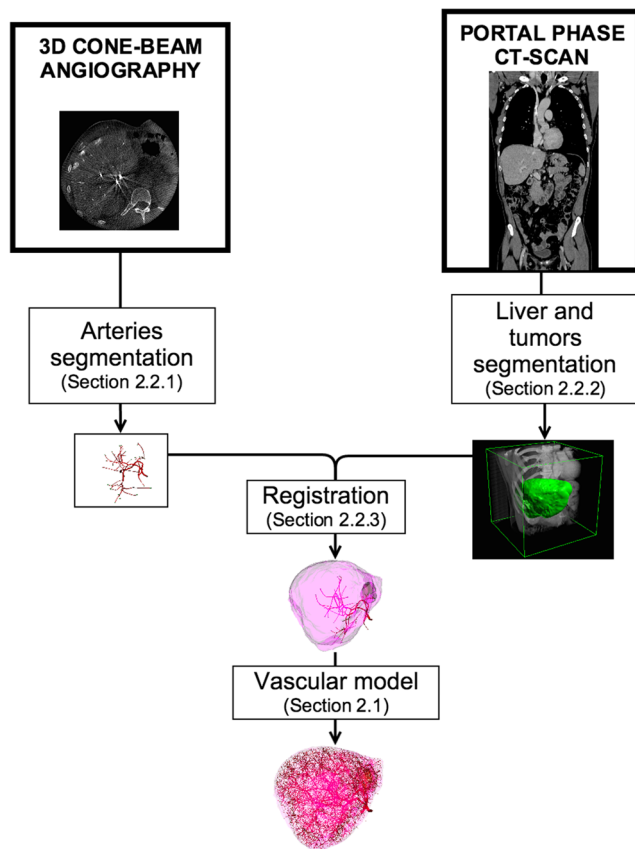 3D CONE-BEAM
ANGIOGRAPHY
PORTAL PHASE
CT-SCAN
Arteries
segmentation
(Section 2.2.1)
Liver and
tumors
segmentation
(Section 2.2.2)
Registration
(Section 2.2.3)
Vascular model
(Section 2.1)